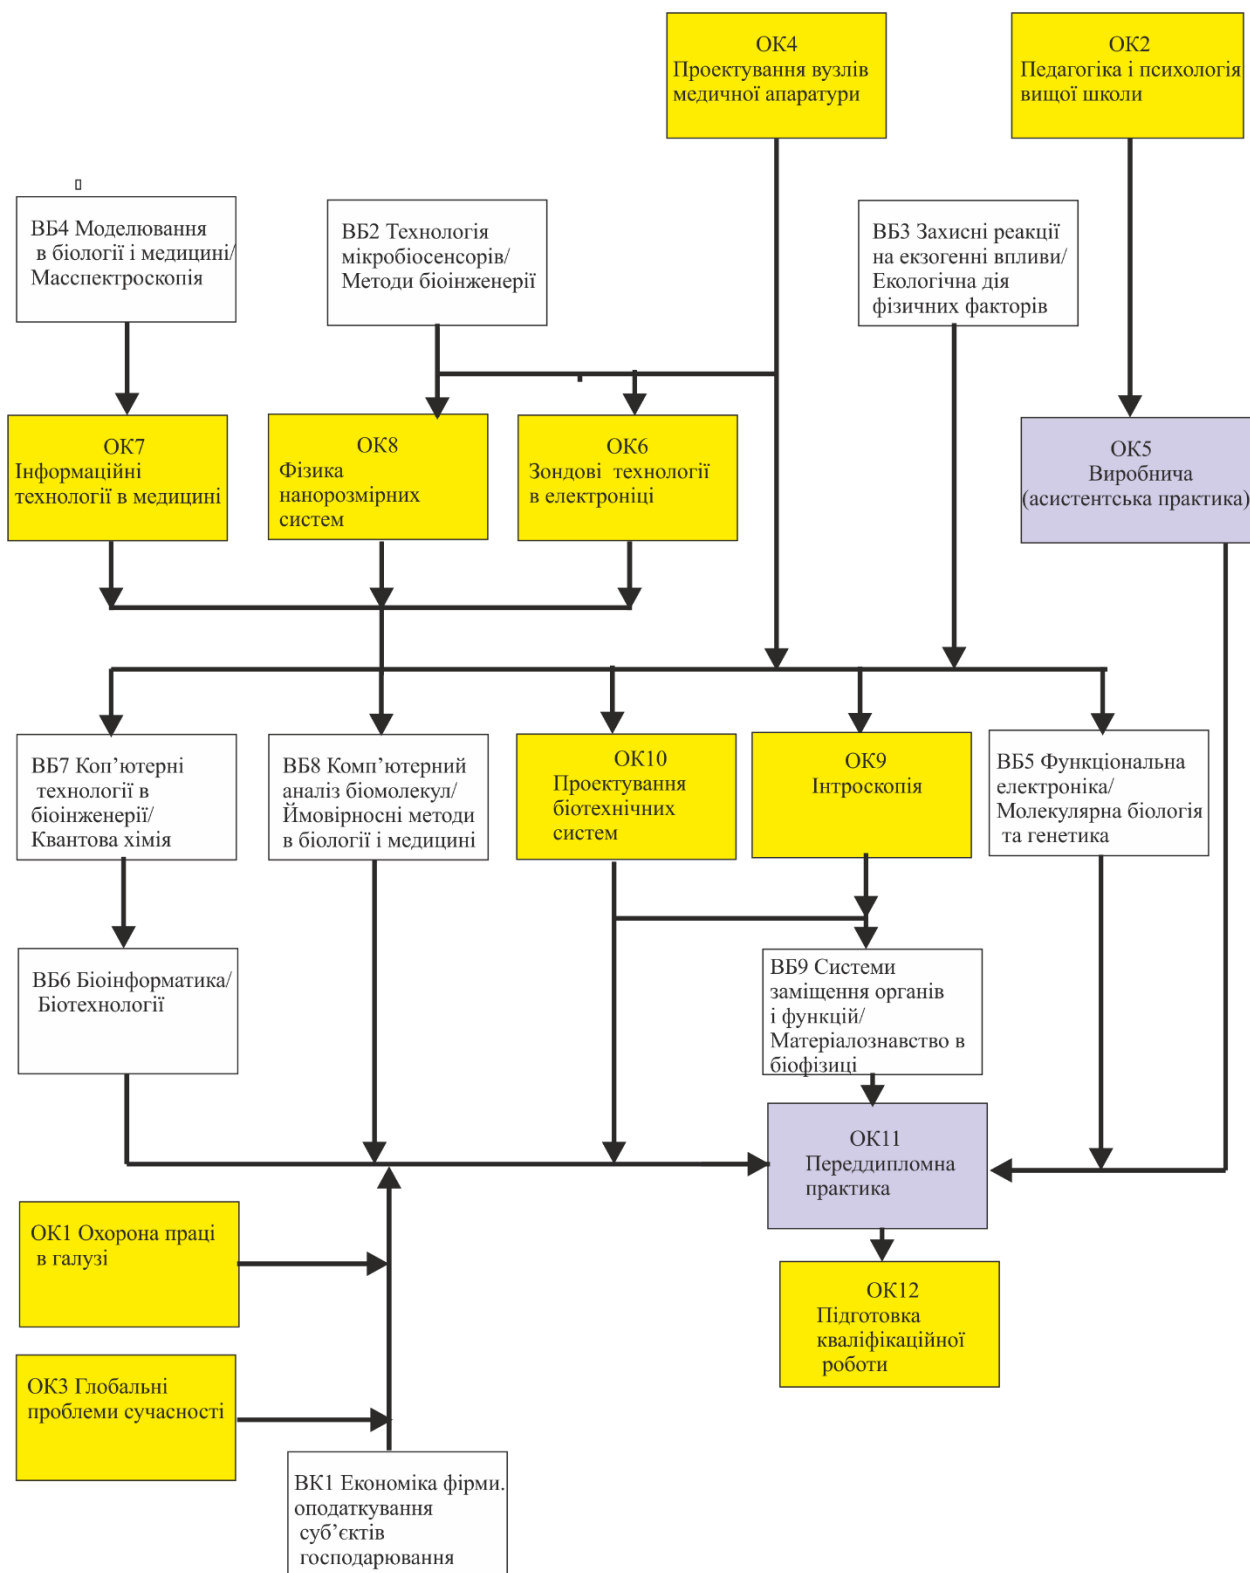 ОК4
Проектування вузлів
медичної апаратури
ОК2
Педагогіка і психологія
вищої школи
ВБ4 Моделювання
в біології і медицині/
Масспектроскопія
ВБ2 Технологія
мікробіосенсорів/
Методи біоінженерії
ВБ3 Захисні реакції
на екзогенні впливи/
Екологічна дія
фізичних факторів
ОК7
Інформаційні
технології в медицині
ОК8
Фізика
нанорозмірних
систем
ОК6
Зондові технології
в електроніці
ОК5
Виробнича
(асистентська практика)
ВБ7 Коп’ютерні
технології в
біоінженерії/
Квантова хімія
ВБ8 Комп’ютерний
аналіз біомолекул/
Ймовірносні методи
в біології і медицині
ОК10
Проектування
біотехнічних
систем
ОК9
Інтроскопія
ВБ5 Функціональна
електроніка/
Молекулярна біологія
та генетика
ВБ6 Біоінформатика/
Біотехнології
ВБ9 Системи
заміщення органів
і функцій/
Матеріалознавство в
біофізиці
ОК11
Переддипломна
практика
ОК1 Охорона праці
в галузі
ОК12
Підготовка
кваліфікаційної
роботи
ОК3 Глобальні
проблеми сучасності
ВК1 Економіка фірми.
оподаткування
суб’єктів
господарювання